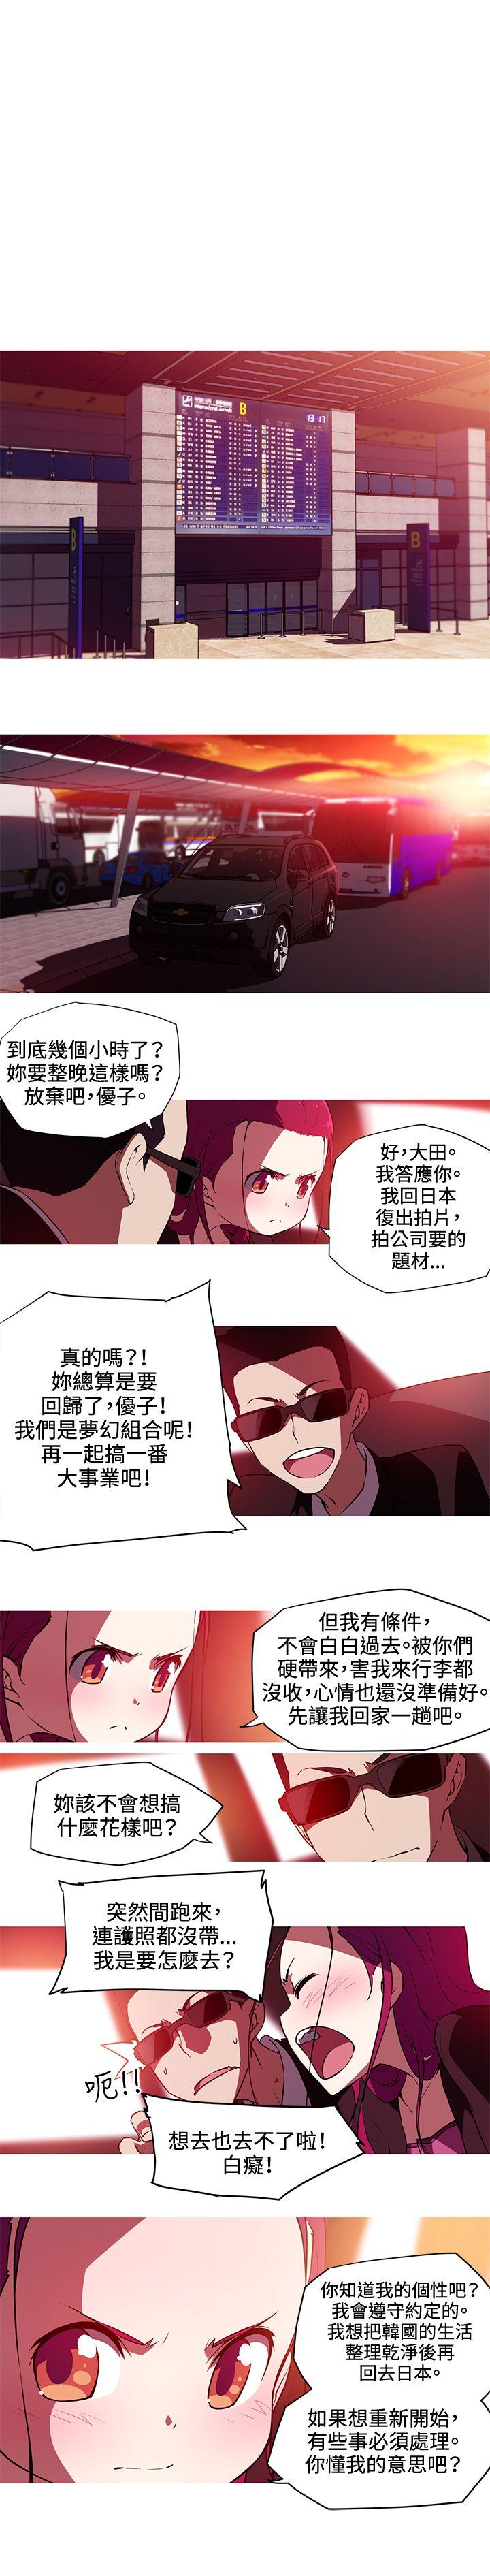 International Arrivals
B
13:17
B
B
到底幾個小時了？
妳要整晚這樣嗎？
放棄吧，優子。
好，大田。
我答應你。
我回日本
復出拍片，
拍公司要的
題材…
真的嗎？！
妳總算是要
回歸了，優子！
我們是夢幻組合呢！
再一起搞一番
大事業吧！
但我有條件，
不會白白過去。被你們
硬帶來，害我來行李都
沒收，心情也還沒準備好。
先讓我回家一趟吧。
妳該不會想搞
什麼花樣吧？
突然間跑來，
連護照都沒帶…
我是要怎麼去？
呃!!
想去也去不了啦！
白癡！
你知道我的個性吧？
我會遵守約定的。
我想把韓國的生活
整理乾淨後再
回去日本。
如果想重新開始，
有些事必須處理。
你懂我的意思吧？